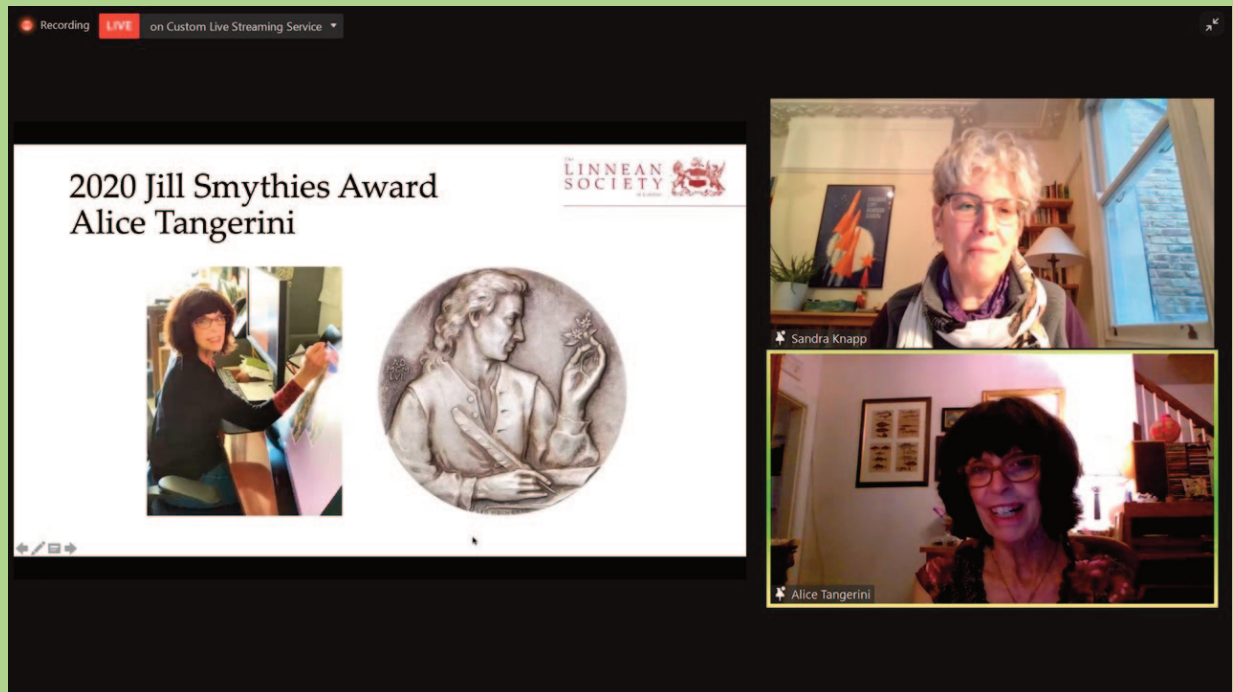 Recording
LIVE
on Custom Live Streaming Service
2020 Jill Smythies Award
Alice Tangerini
The
LINNEAN
SOCIETY
Sandra Knapp
Alice Tangerini